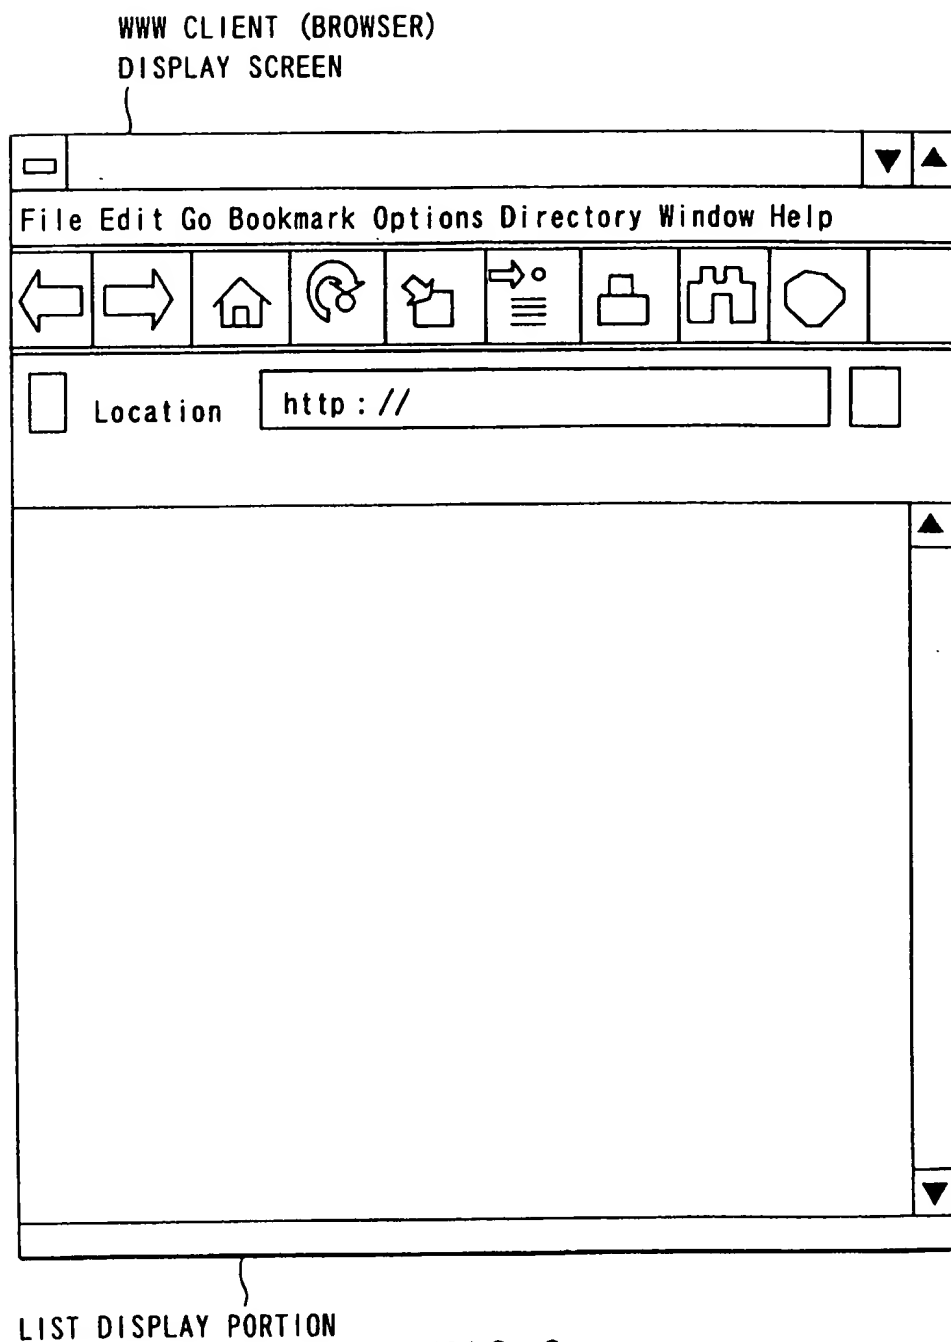 WWW CLIENT (BROWSER)
DISPLAY SCREEN
File Edit Go Bookmark Options Directory Window Help
Location
http://
LIST DISPLAY PORTION